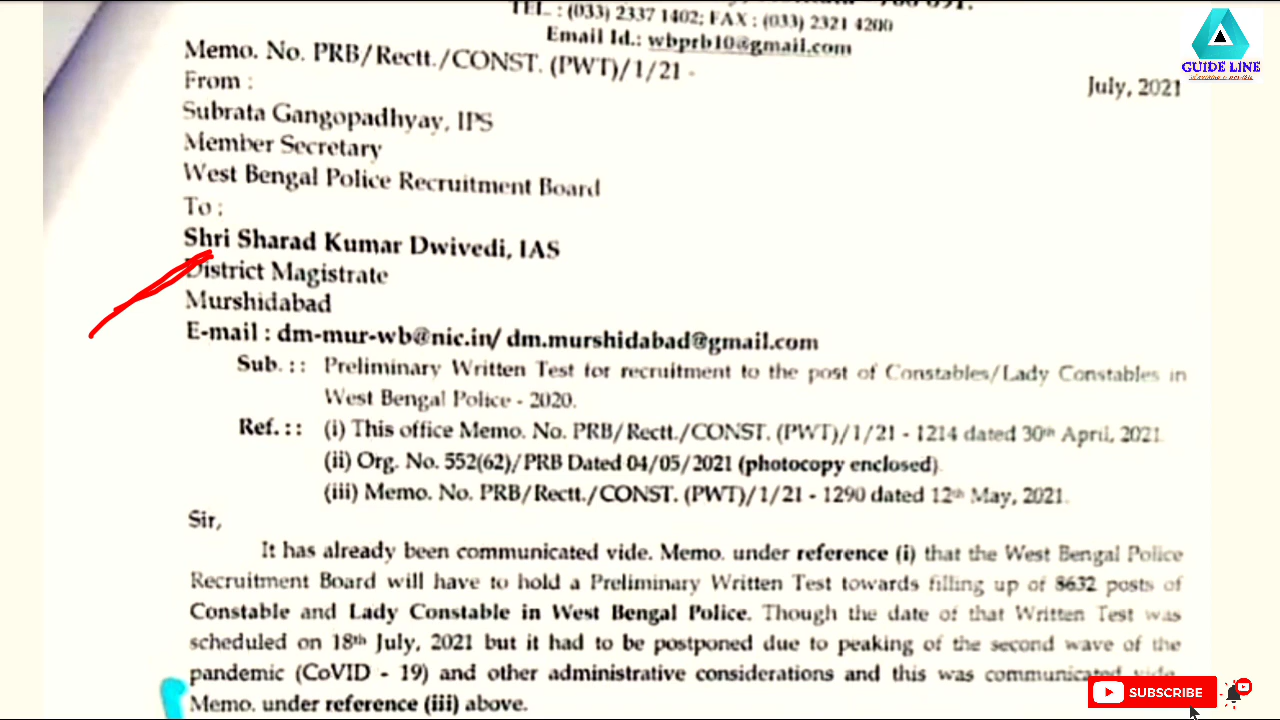 TEL. : (033) 2337 1402; FAX : (033) 2321 4200
Email Id.: wbprb10@gmail.com
Memo. No. PRB/Rectt./CONST. (PWT)/1/21 -
July, 2021
From :
Subrata Gangopadhyay, IPS
Member Secretary
West Bengal Police Recruitment Board
To :
Shri Sharad Kumar Dwivedi, IAS
District Magistrate
Murshidabad
E-mail : dm-mur-wb@nic.in/ dm.murshidabad@gmail.com
Sub. :: Preliminary Written Test for recruitment to the post of Constables/Lady Constables in
West Bengal Police - 2020.
Ref. :: (i) This office Memo. No. PRB/Rectt./CONST. (PWT)/1/21 - 1214 dated 30th April, 2021.
(ii) Org. No. 552(62)/PRB Dated 04/05/2021 (photocopy enclosed).
(iii) Memo. No. PRB/Rectt./CONST. (PWT)/1/21 - 1290 dated 12th May, 2021.
Sir,
It has already been communicated vide. Memo. under reference (i) that the West Bengal Police
Recruitment Board will have to hold a Preliminary Written Test towards filling up of 8632 posts of
Constable and Lady Constable in West Bengal Police. Though the date of that Written Test was
scheduled on 18th July, 2021 but it had to be postponed due to peaking of the second wave of the
pandemic (CoVID - 19) and other administrative considerations and this was communicated vide.
Memo. under reference (iii) above.
GUIDE LINE
SUBSCRIBE